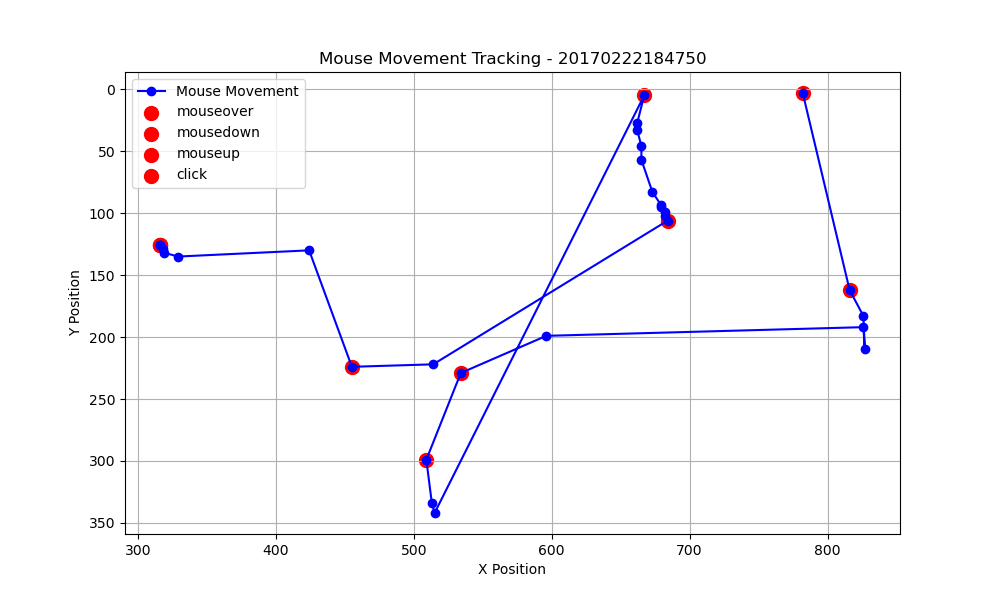 Mouse Movement Tracking - 20170222184750
Mouse Movement
mouseover
mousedown
mouseup
click
0
50
100
150
200
250
300
350
Y Position
300 400 500 600 700 800
X Position